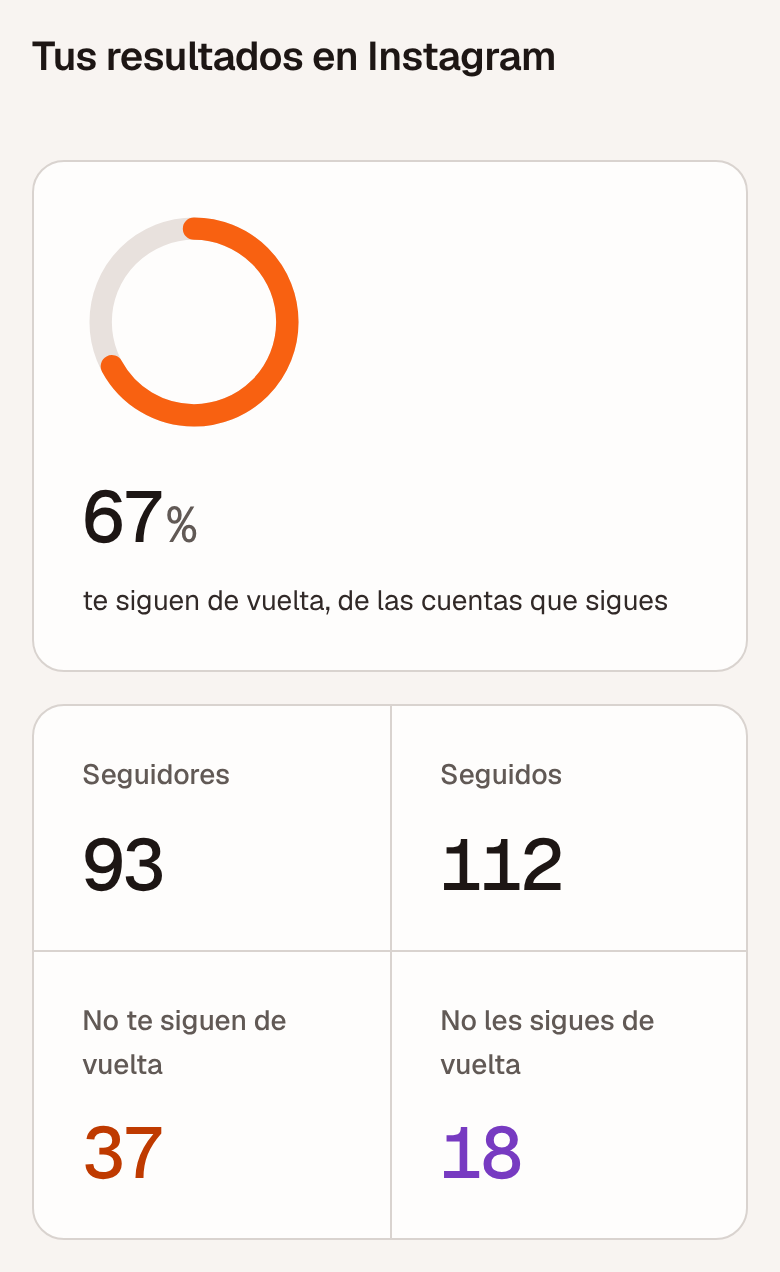 Tus resultados en Instagram
67%
te siguen de vuelta, de las cuentas que sigues
Seguidores
93
Seguidos
112
No te siguen de
vuelta
37
No les sigues de
vuelta
18